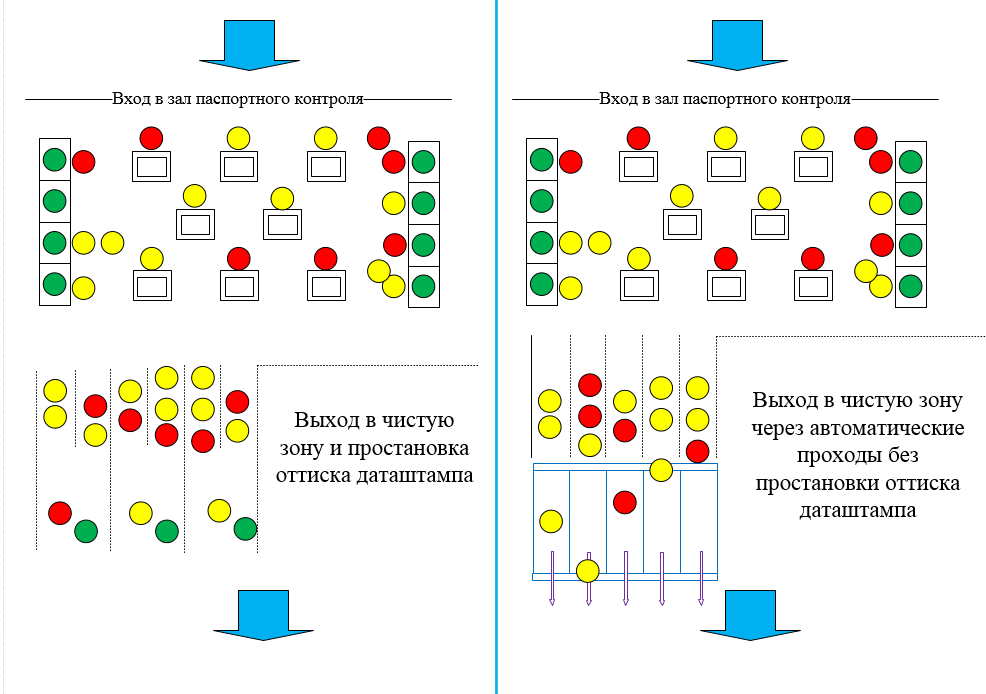 Вход в зал паспортного контроля
Вход в зал паспортного контроля
Выход в чистую
зону и простановка
оттиска даташтампа
Выход в чистую зону
через автоматические
проходы без
простановки оттиска
даташтампа